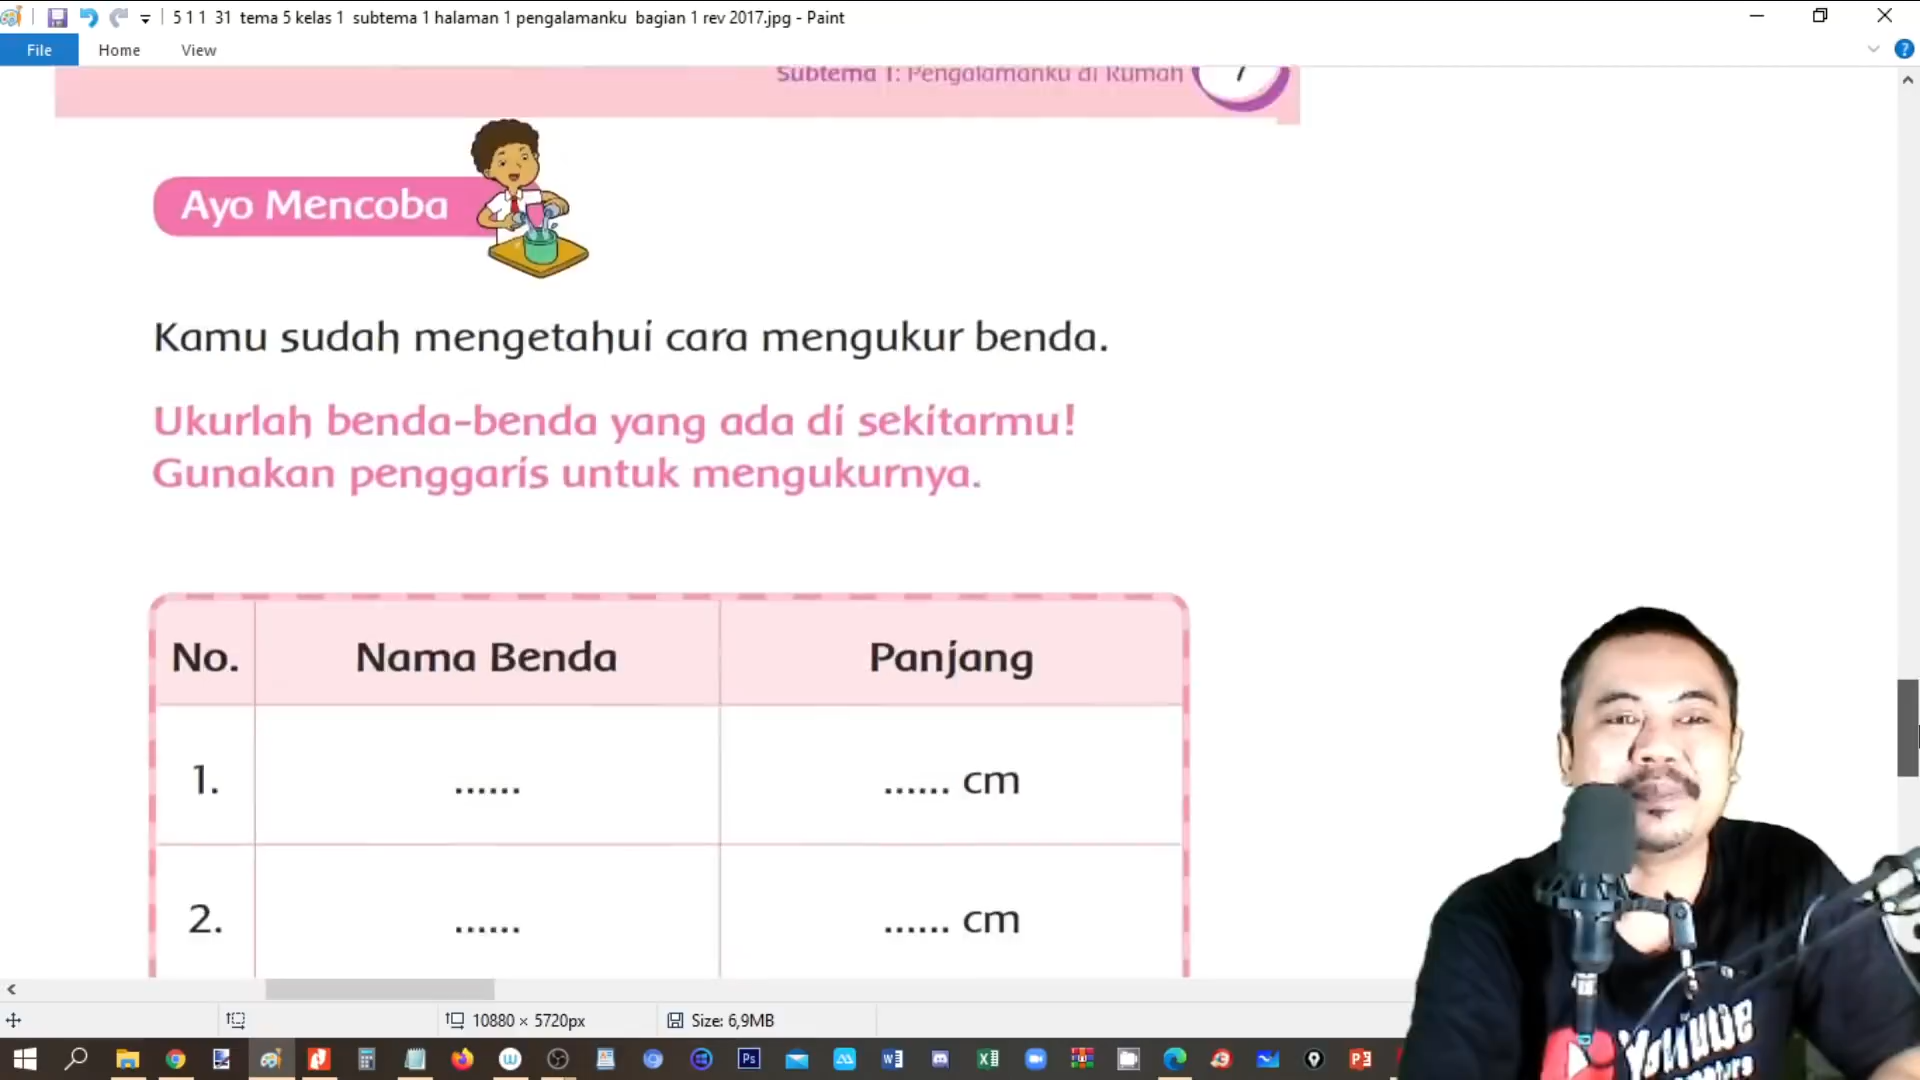 5 1 1 31 tema 5 kelas 1 subtema 1 halaman 1 pengalamanku bagian 1 rev 2017.jpg - Paint
File Home View
Subtema 1: Pengalamanku di Rumah 7
Ayo Mencoba
Kamu sudah mengetahui cara mengukur benda.
Ukurlah benda-benda yang ada di sekitarmu!
Gunakan penggaris untuk mengukurnya.
No. Nama Benda Panjang
1. ...... ...... cm
2. ...... ...... cm
10880 × 5720px Size: 6,9MB